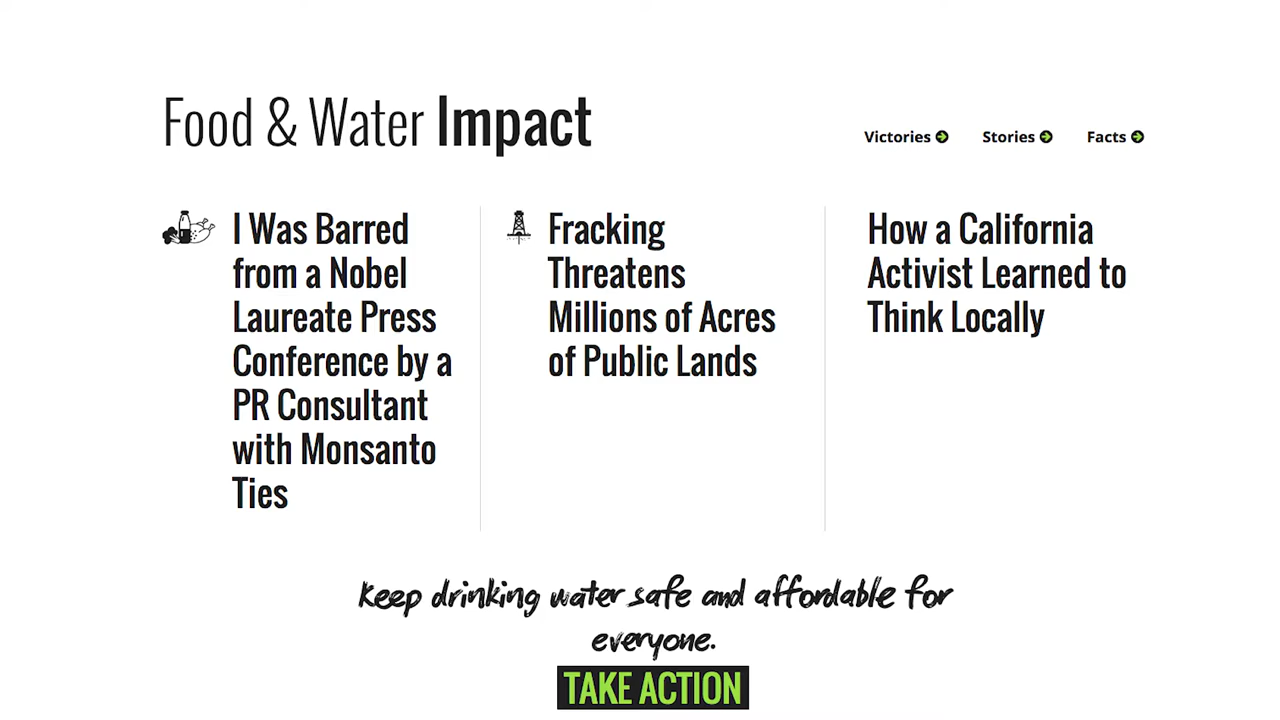 Food & Water Impact
Victories
Stories
Facts
I Was Barred
from a Nobel
Laureate Press
Conference by a
PR Consultant
with Monsanto
Ties
Fracking
Threatens
Millions of Acres
of Public Lands
How a California
Activist Learned to
Think Locally
Keep drinking water safe and affordable for
everyone.
TAKE ACTION